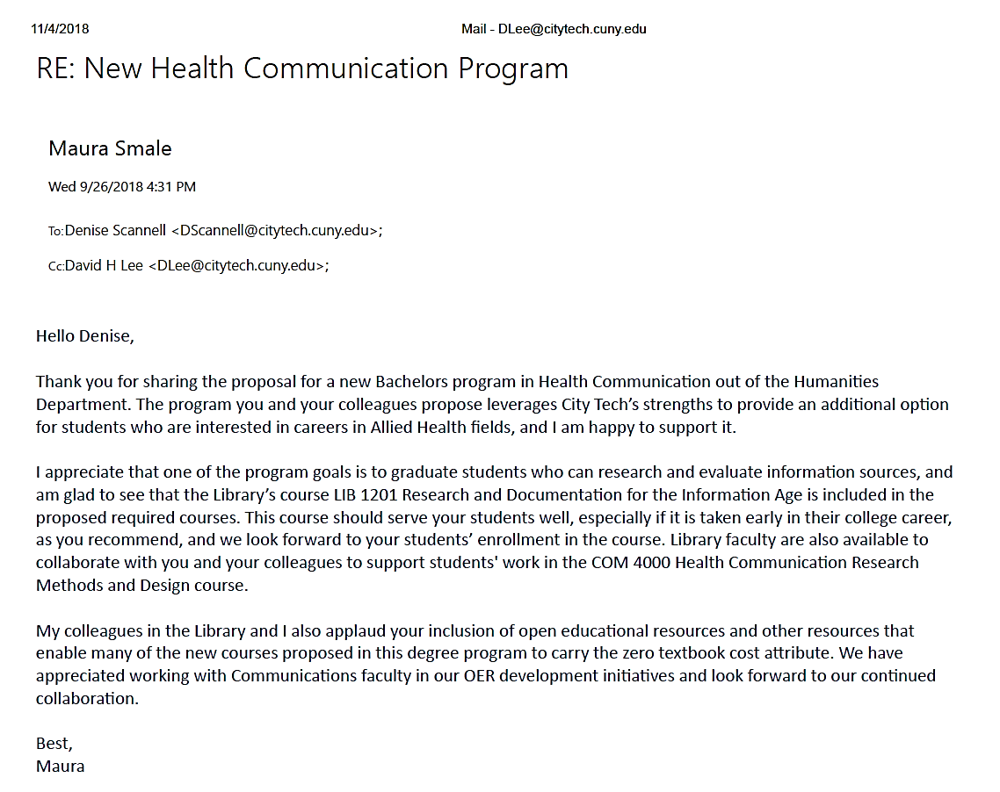 11/4/2018 Mail - DLee@citytech.cuny.edu
RE: New Health Communication Program
Maura Smale
Wed 9/26/2018 4:31 PM
To:Denise Scannell <DScannell@citytech.cuny.edu>;
Cc:David H Lee <DLee@citytech.cuny.edu>;
Hello Denise,
Thank you for sharing the proposal for a new Bachelors program in Health Communication out of the Humanities
Department. The program you and your colleagues propose leverages City Tech’s strengths to provide an additional option
for students who are interested in careers in Allied Health fields, and I am happy to support it.
I appreciate that one of the program goals is to graduate students who can research and evaluate information sources, and
am glad to see that the Library’s course LIB 1201 Research and Documentation for the Information Age is included in the
proposed required courses. This course should serve your students well, especially if it is taken early in their college career,
as you recommend, and we look forward to your students’ enrollment in the course. Library faculty are also available to
collaborate with you and your colleagues to support students' work in the COM 4000 Health Communication Research
Methods and Design course.
My colleagues in the Library and I also applaud your inclusion of open educational resources and other resources that
enable many of the new courses proposed in this degree program to carry the zero textbook cost attribute. We have
appreciated working with Communications faculty in our OER development initiatives and look forward to our continued
collaboration.
Best,
Maura